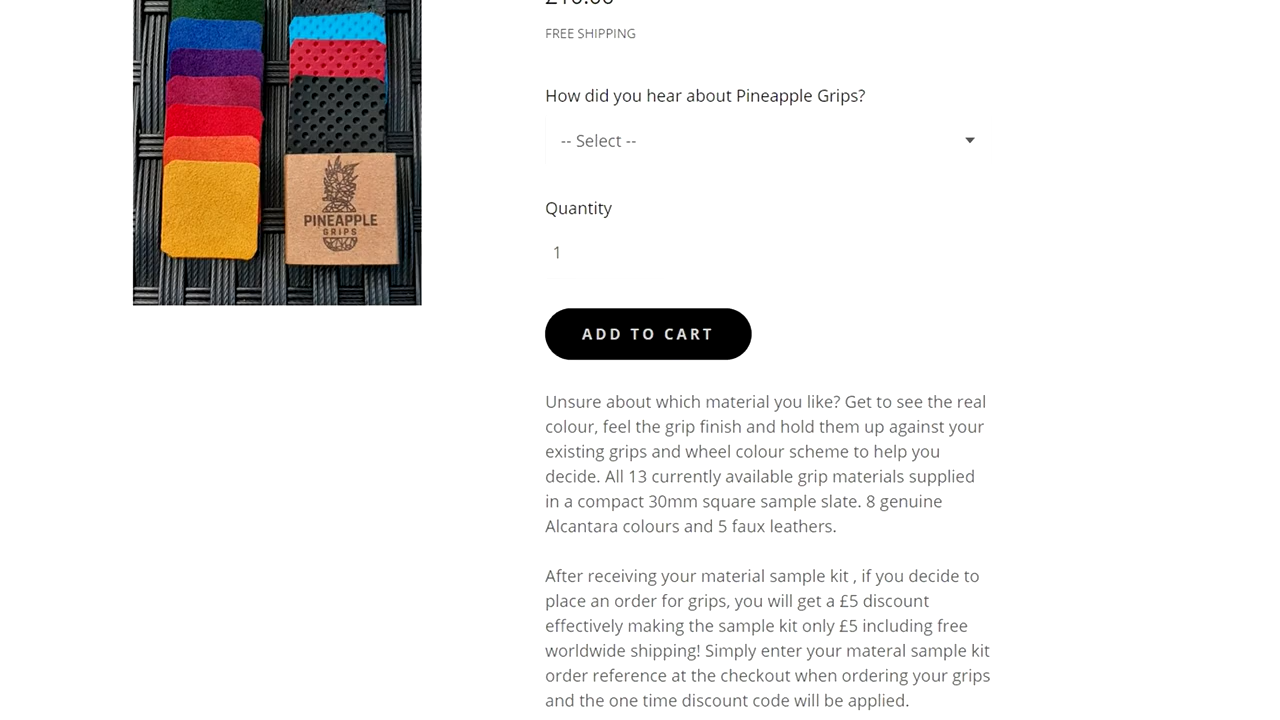 £10.00
FREE SHIPPING
How did you hear about Pineapple Grips?
-- Select --
Quantity
1
ADD TO CART
Unsure about which material you like? Get to see the real
colour, feel the grip finish and hold them up against your
existing grips and wheel colour scheme to help you
decide. All 13 currently available grip materials supplied
in a compact 30mm square sample slate. 8 genuine
Alcantara colours and 5 faux leathers.
After receiving your material sample kit , if you decide to
place an order for grips, you will get a £5 discount
effectively making the sample kit only £5 including free
worldwide shipping! Simply enter your materal sample kit
order reference at the checkout when ordering your grips
and the one time discount code will be applied.
PINEAPPLE
GRIPS